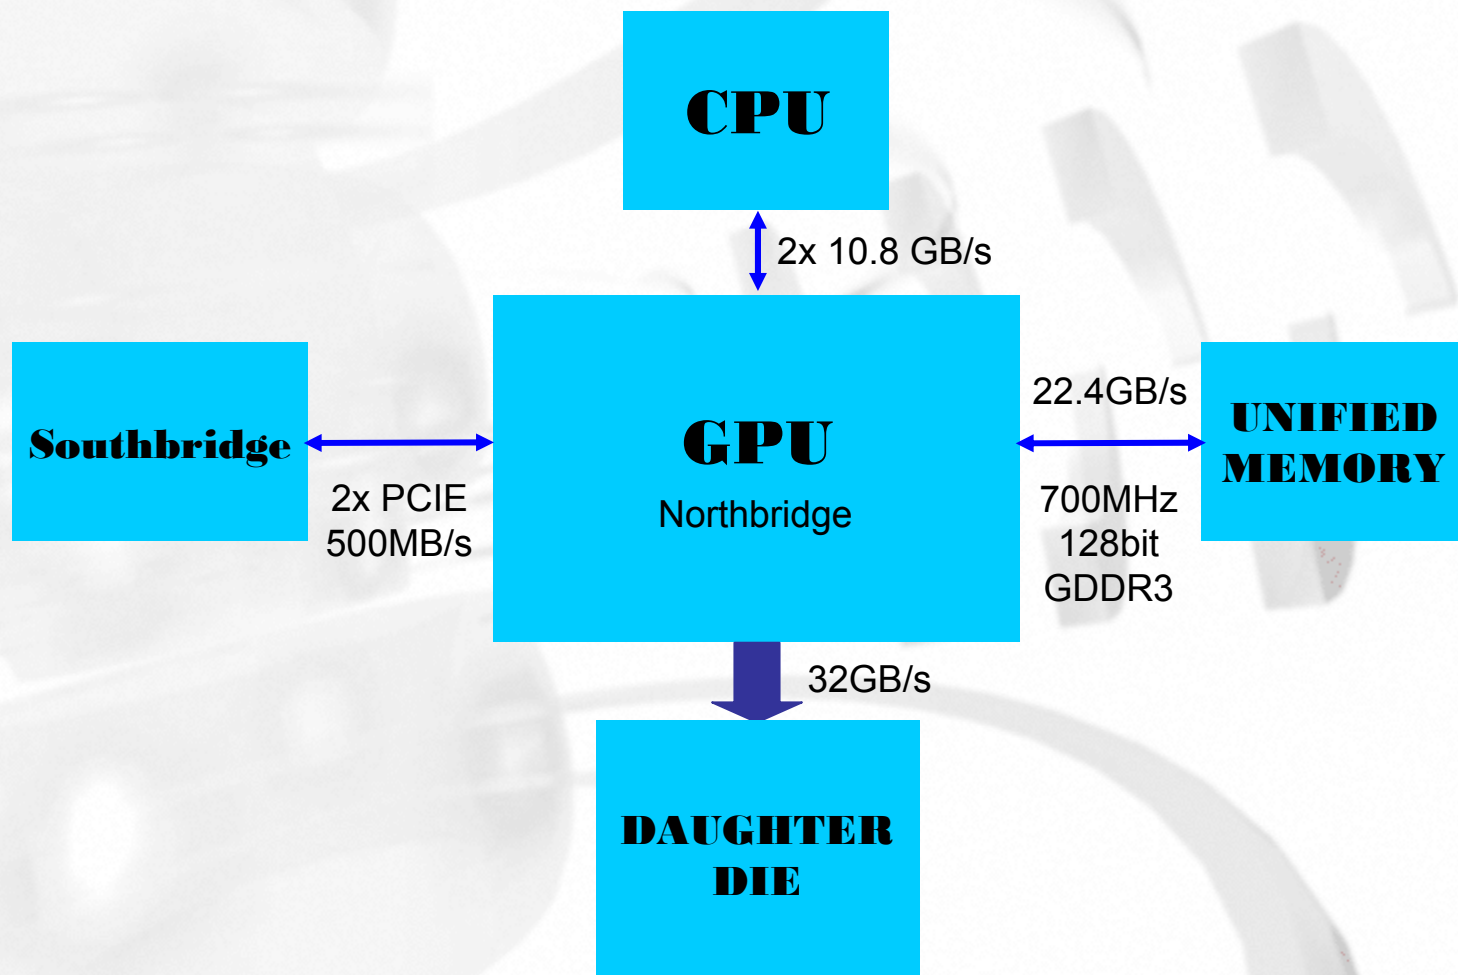 CPU
2x 10.8 GB/s
Southbridge
2x PCIE
500MB/s
GPU
Northbridge
22.4GB/s
700MHz
128bit
GDDR3
UNIFIED
MEMORY
32GB/s
DAUGHTER
DIE